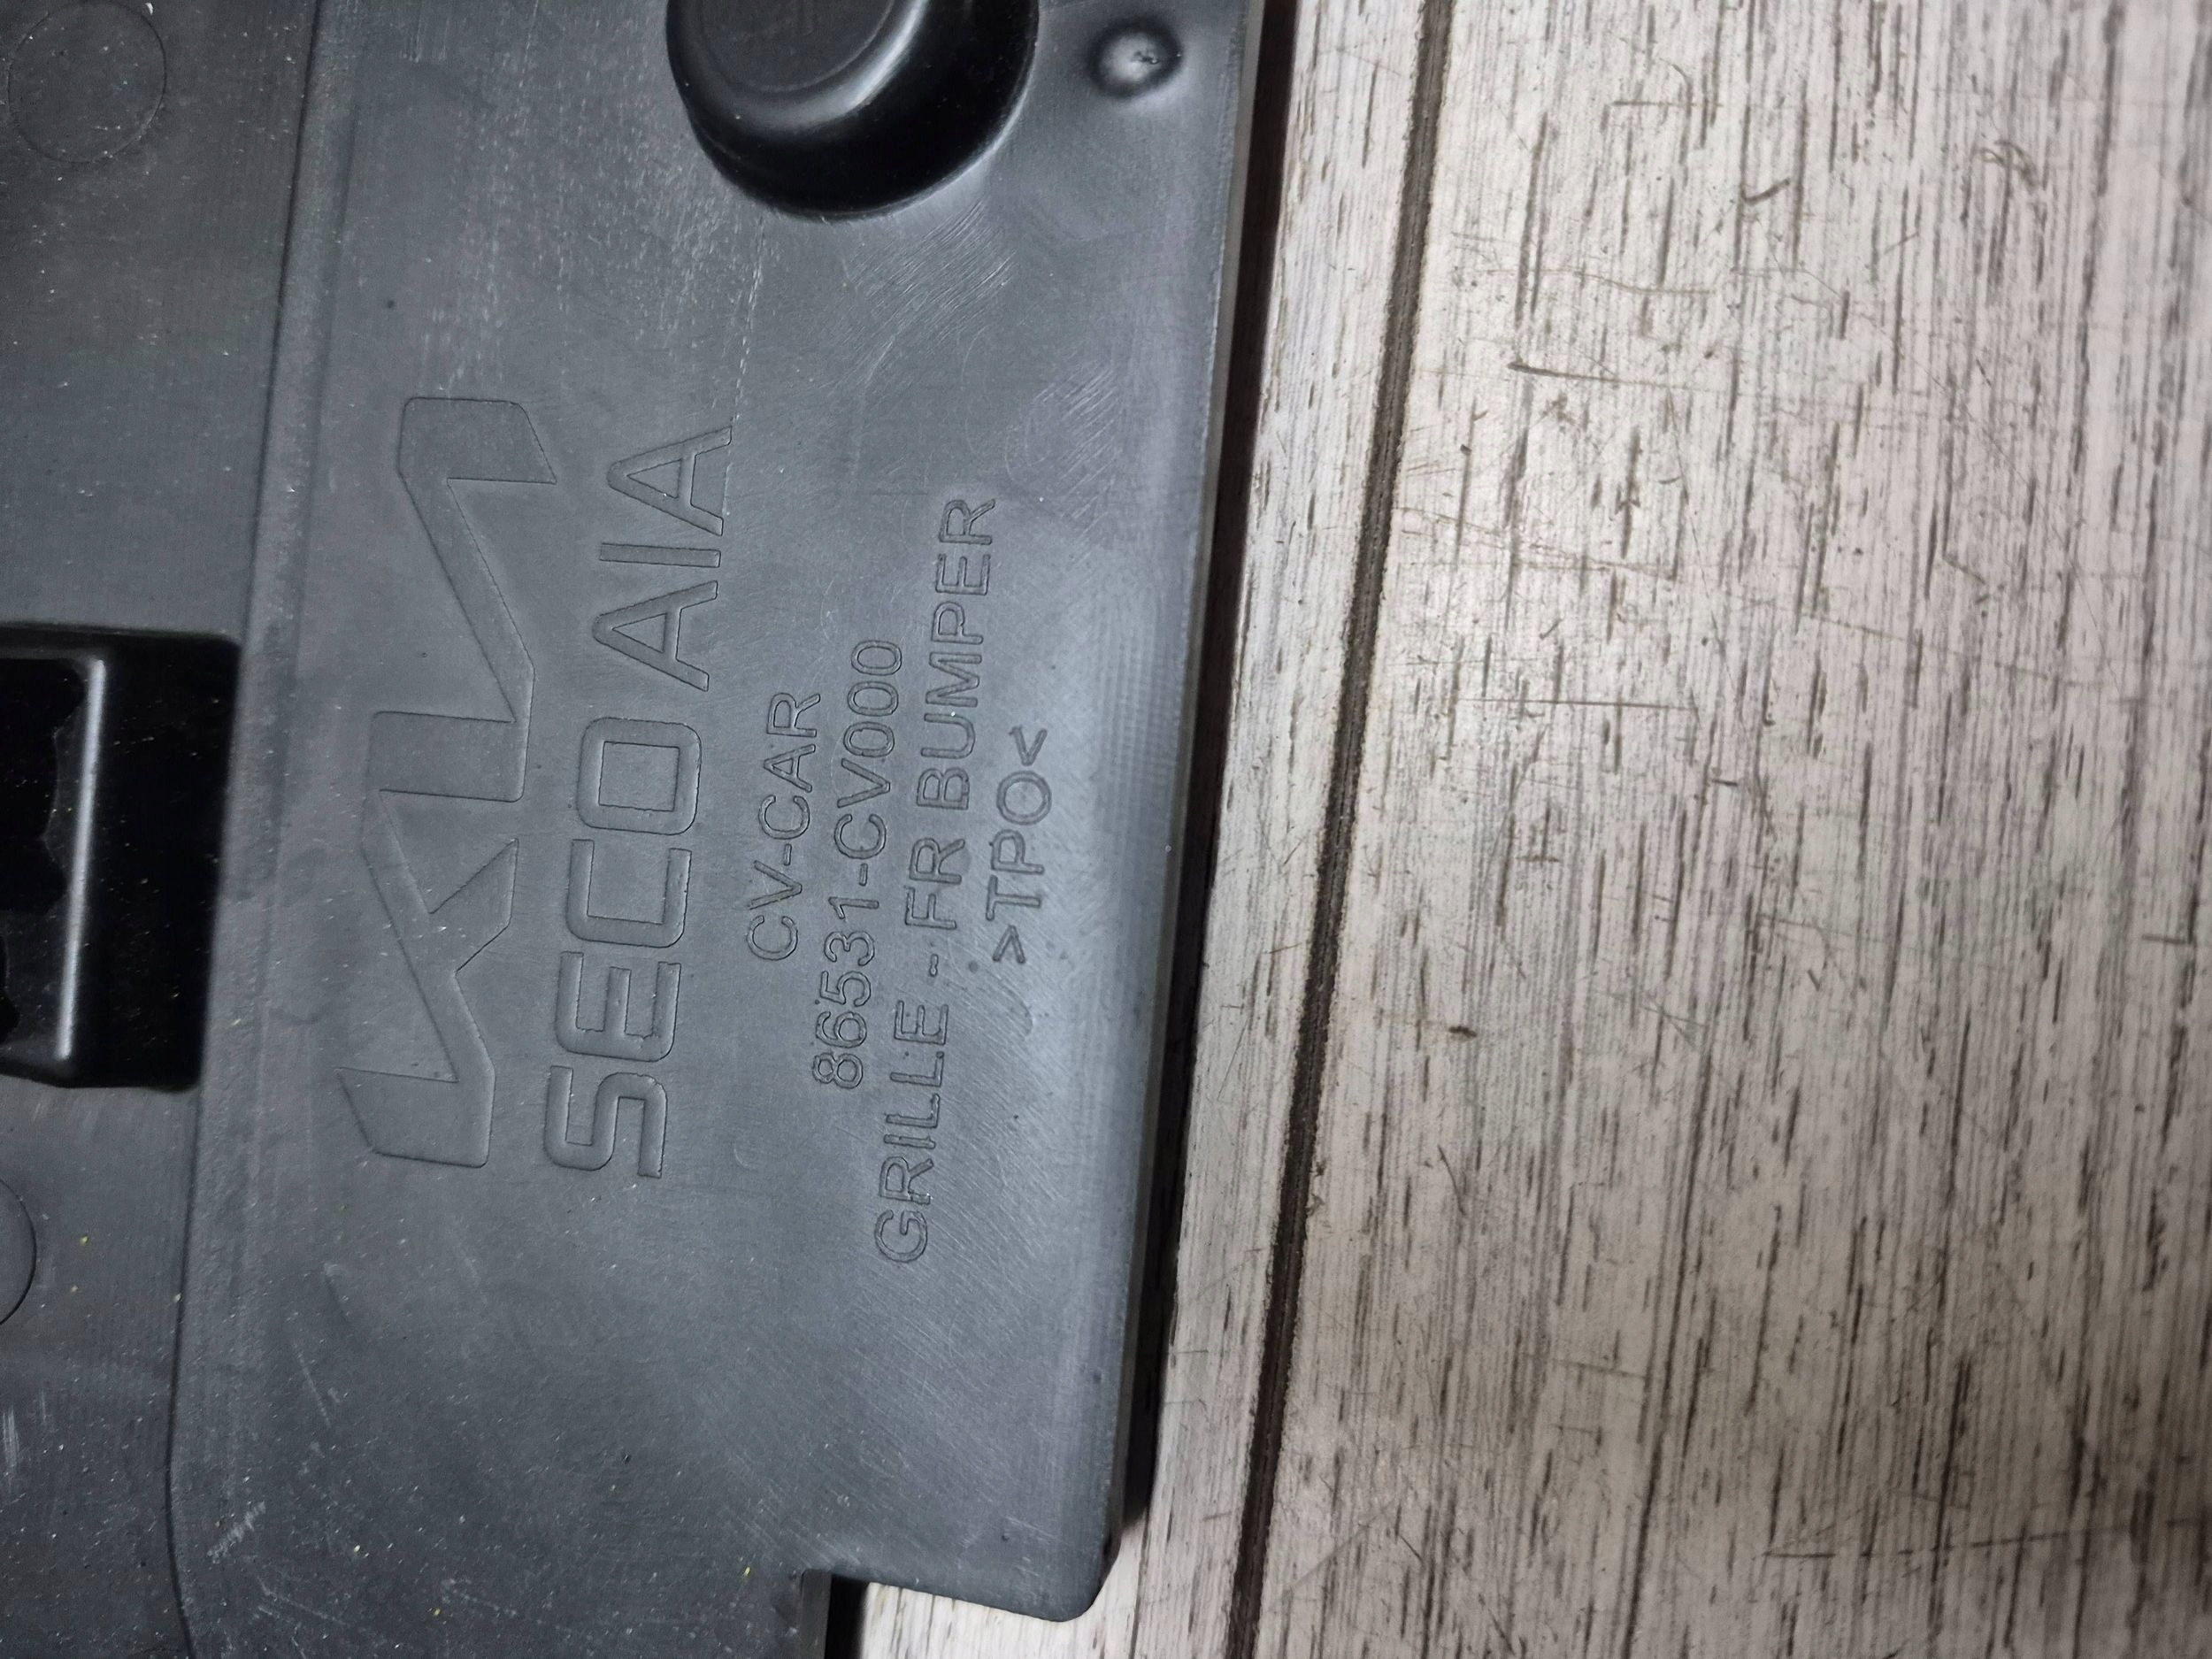 KIA
SECO AIA
CV-CAR
86531-CV000
GRILLE - FR BUMPER
>TPO<